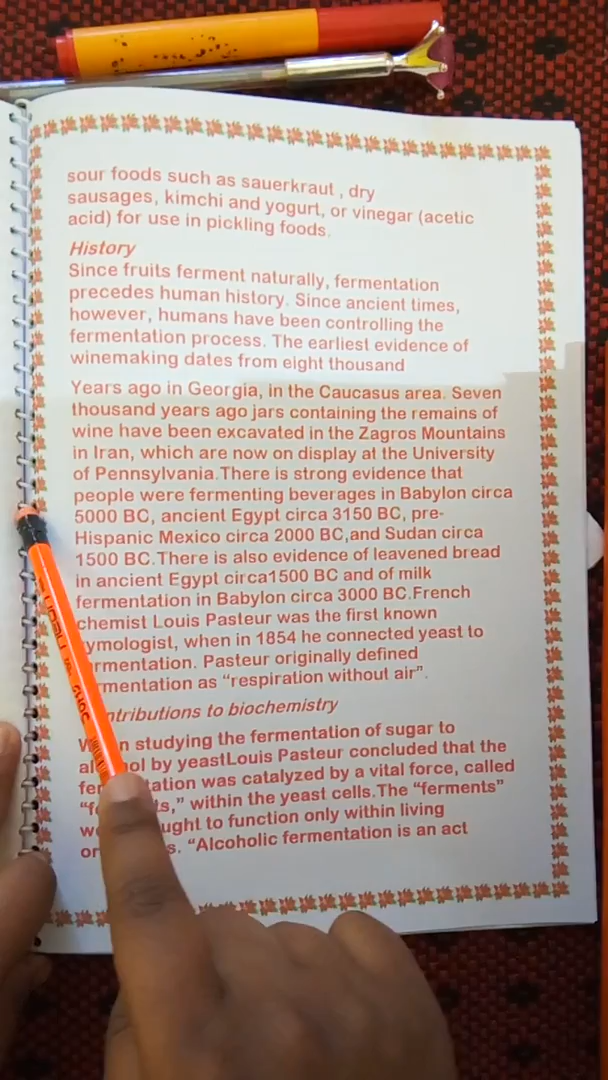 sour foods such as sauerkraut , dry
sausages, kimchi and yogurt, or vinegar (acetic
acid) for use in pickling foods.
History
Since fruits ferment naturally, fermentation
precedes human history. Since ancient times,
however, humans have been controlling the
fermentation process. The earliest evidence of
winemaking dates from eight thousand
Years ago in Georgia, in the Caucasus area. Seven
thousand years ago jars containing the remains of
wine have been excavated in the Zagros Mountains
in Iran, which are now on display at the University
of Pennsylvania.There is strong evidence that
people were fermenting beverages in Babylon circa
5000 BC, ancient Egypt circa 3150 BC, pre-
Hispanic Mexico circa 2000 BC,and Sudan circa
1500 BC.There is also evidence of leavened bread
in ancient Egypt circa1500 BC and of milk
fermentation in Babylon circa 3000 BC.French
chemist Louis Pasteur was the first known
ymologist, when in 1854 he connected yeast to
rmentation. Pasteur originally defined
mentation as “respiration without air”.
ntributions to biochemistry
studying the fermentation of sugar to
by yeastLouis Pasteur concluded that the
tation was catalyzed by a vital force, called
within the yeast cells.The “ferments”
ught to function only within living
“Alcoholic fermentation is an act